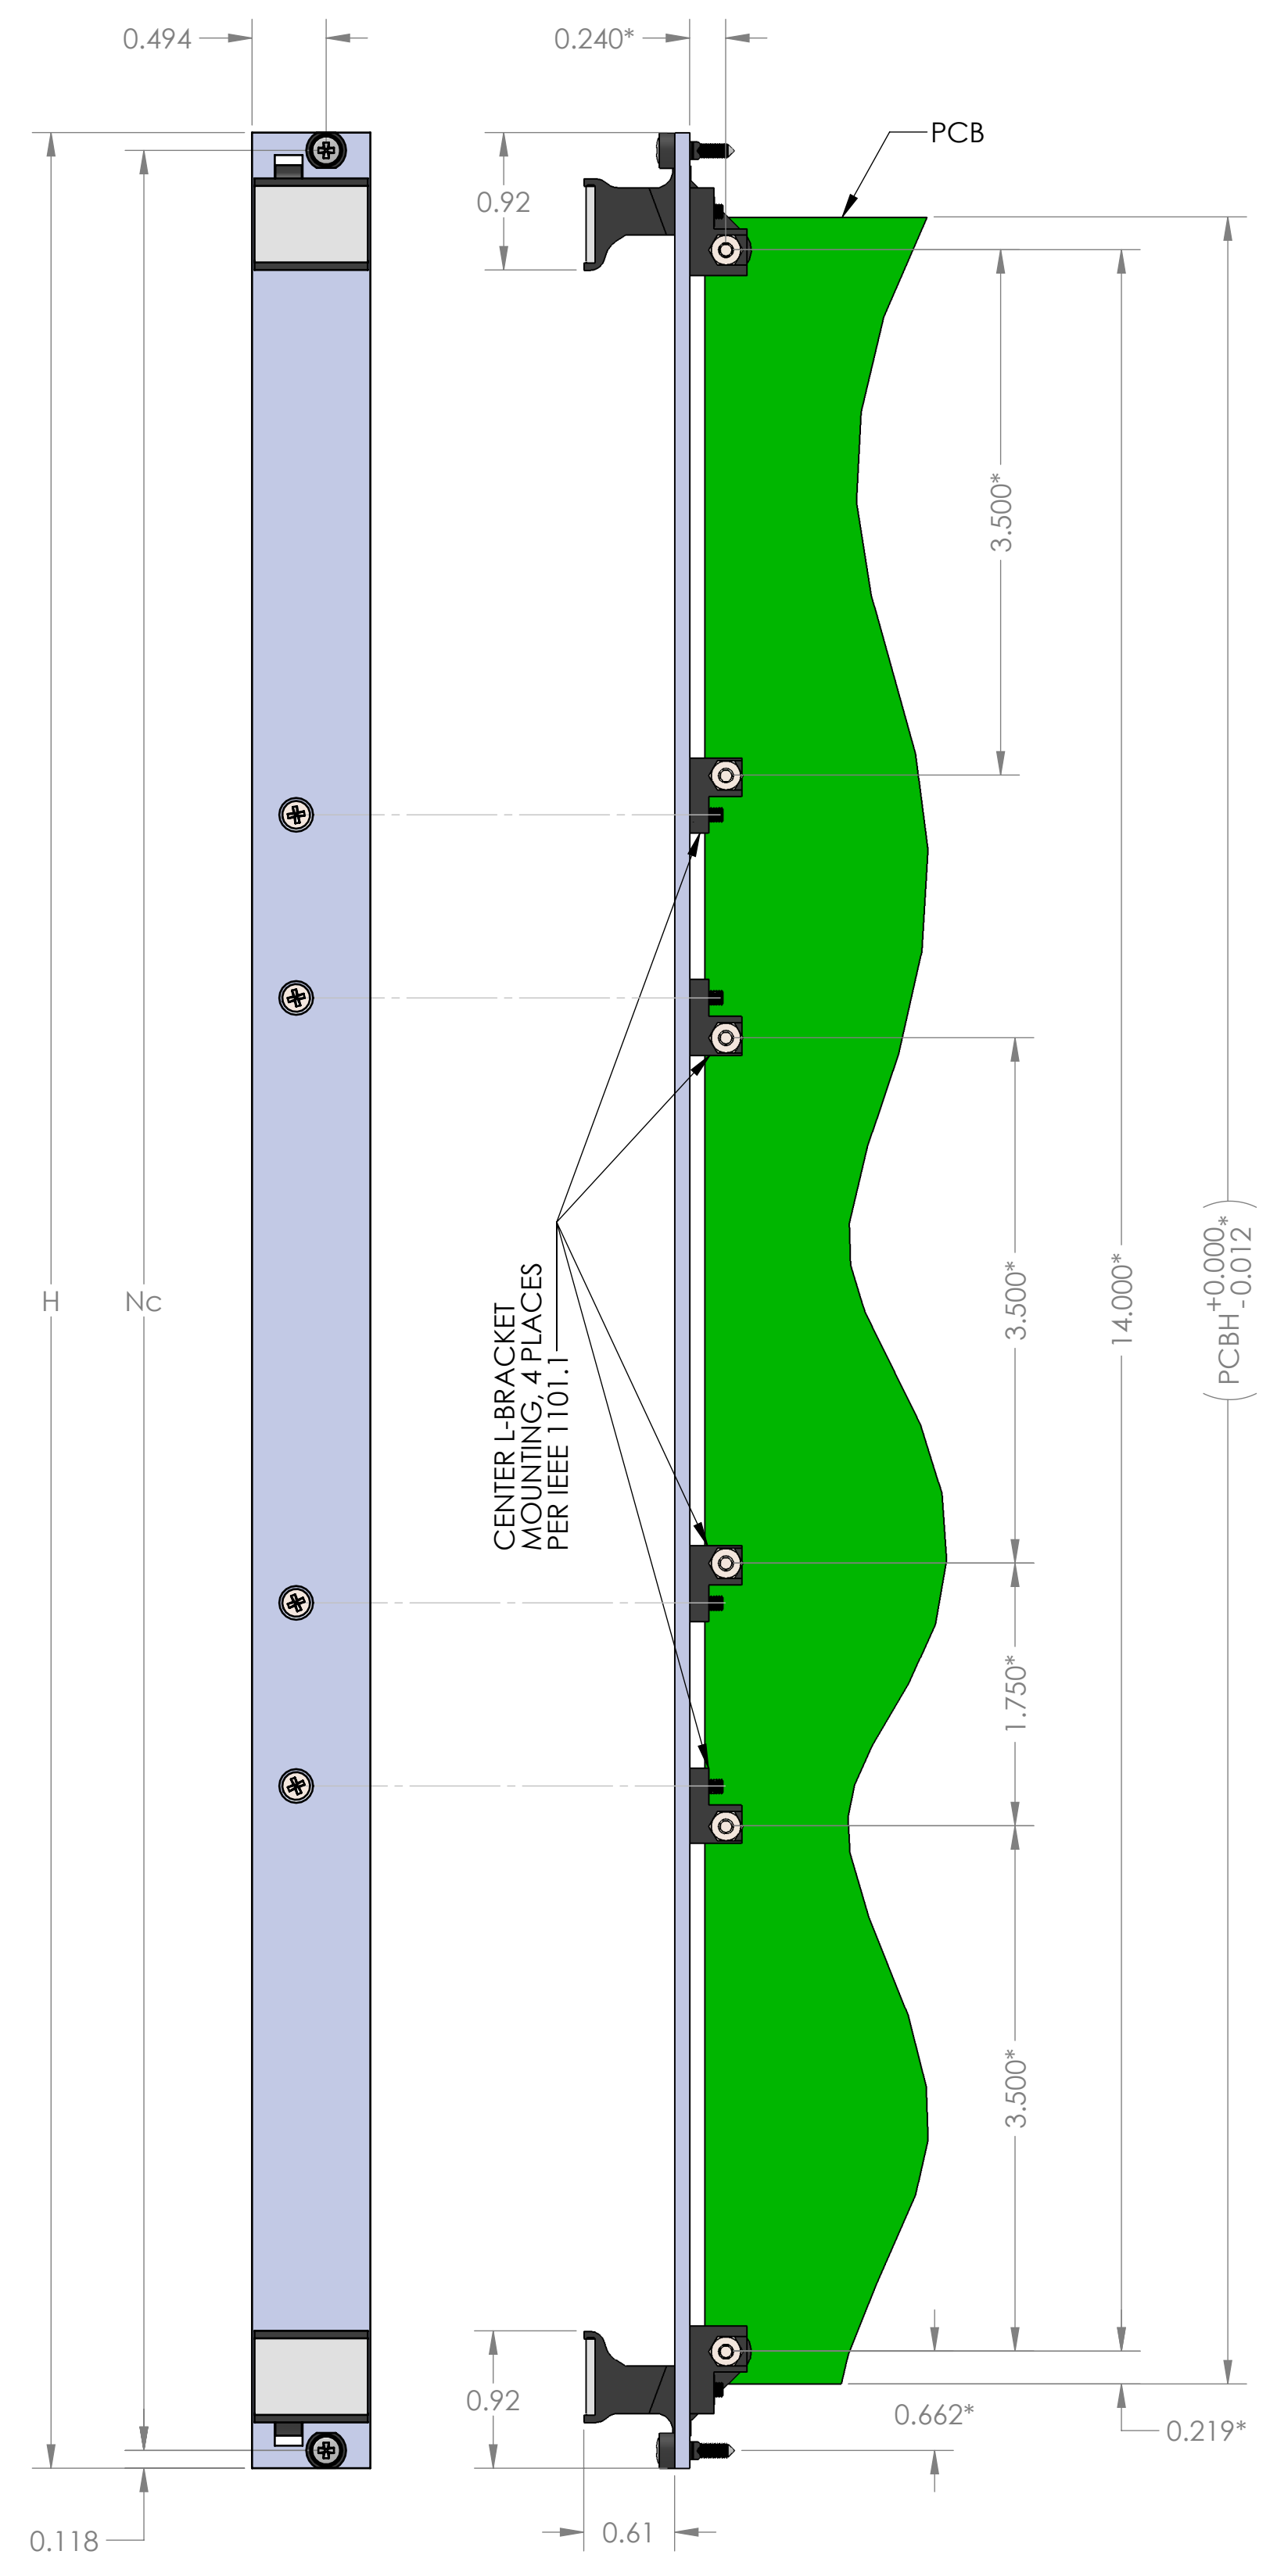 0.494
0.240*
PCB
0.92
3.500*
H
NC
CENTER L-BRACKET
MOUNTING, 4 PLACES
PER IEEE 1101.1
3.500*
14.000*
(PCBH +0.000*
-0.012)
1.750*
3.500*
0.92
0.662*
0.219*
0.61
0.118